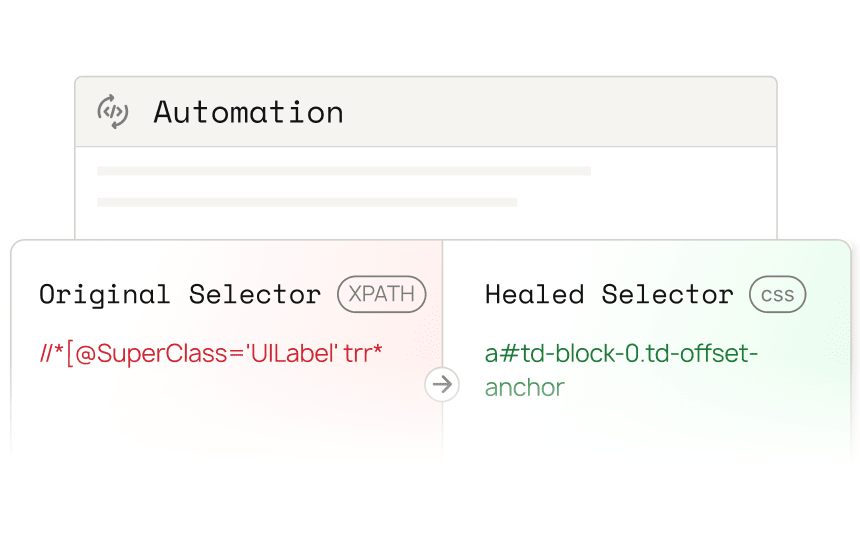 Automation
Original Selector XPATH
//*[@SuperClass='UILabel' trr*
Healed Selector css
a#td-block-0.td-offset-
anchor